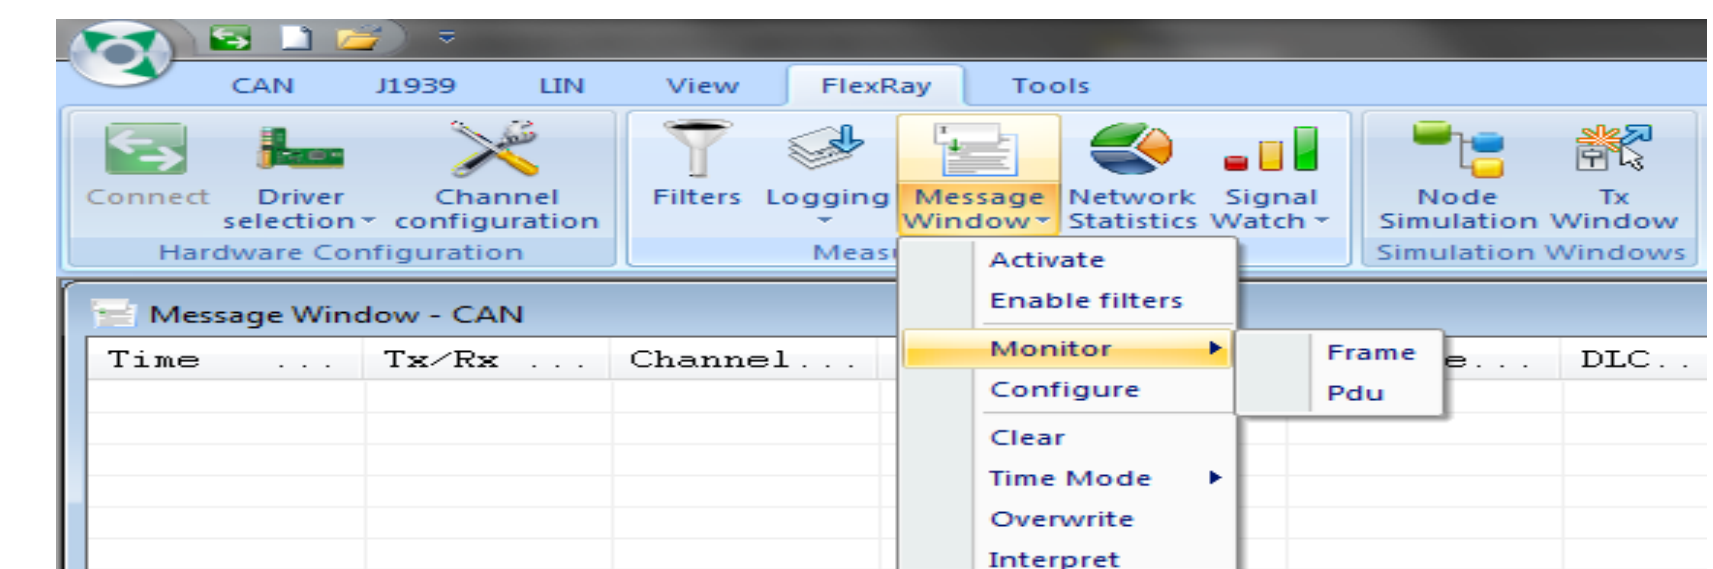 CAN J1939 LIN View FlexRay Tools
Connect Driver selection Channel configuration Filters Logging Message Window Network Statistics Signal Watch Node Simulation Tx Window
Hardware Configuration Simulation Windows
Activate
Enable filters
Monitor
Configure
Clear
Time Mode
Overwrite
Interpret
Frame
Pdu
Message Window - CAN
Time ... Tx/Rx ... Channel... DLC..